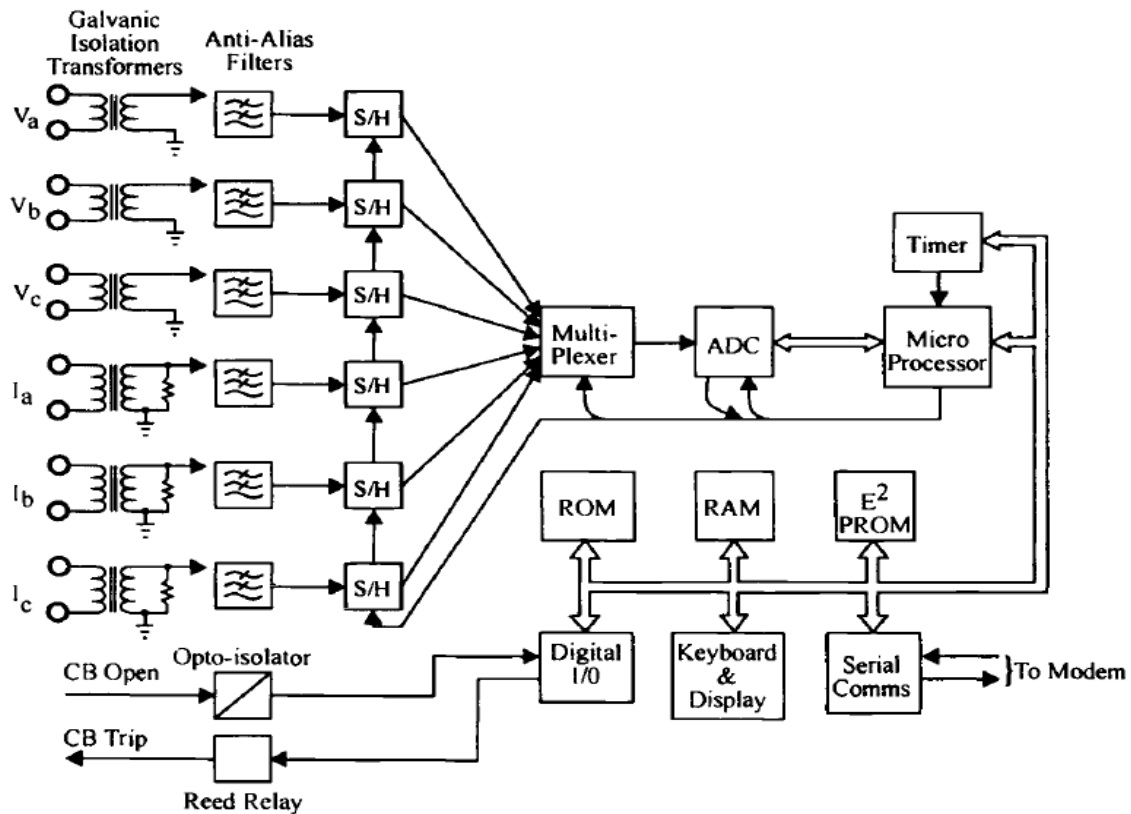 Galvanic
Isolation
Transformers
Anti-Alias
Filters
Va
S/H
Vb
S/H
Vc
S/H
Ia
S/H
Ib
S/H
Ic
S/H
Multi-
Plexer
ADC
Timer
Micro
Processor
ROM
RAM
E2
PROM
Digital
I/0
Keyboard
&
Display
Serial
Comms
}To Modem
Opto-isolator
CB Open
CB Trip
Reed Relay